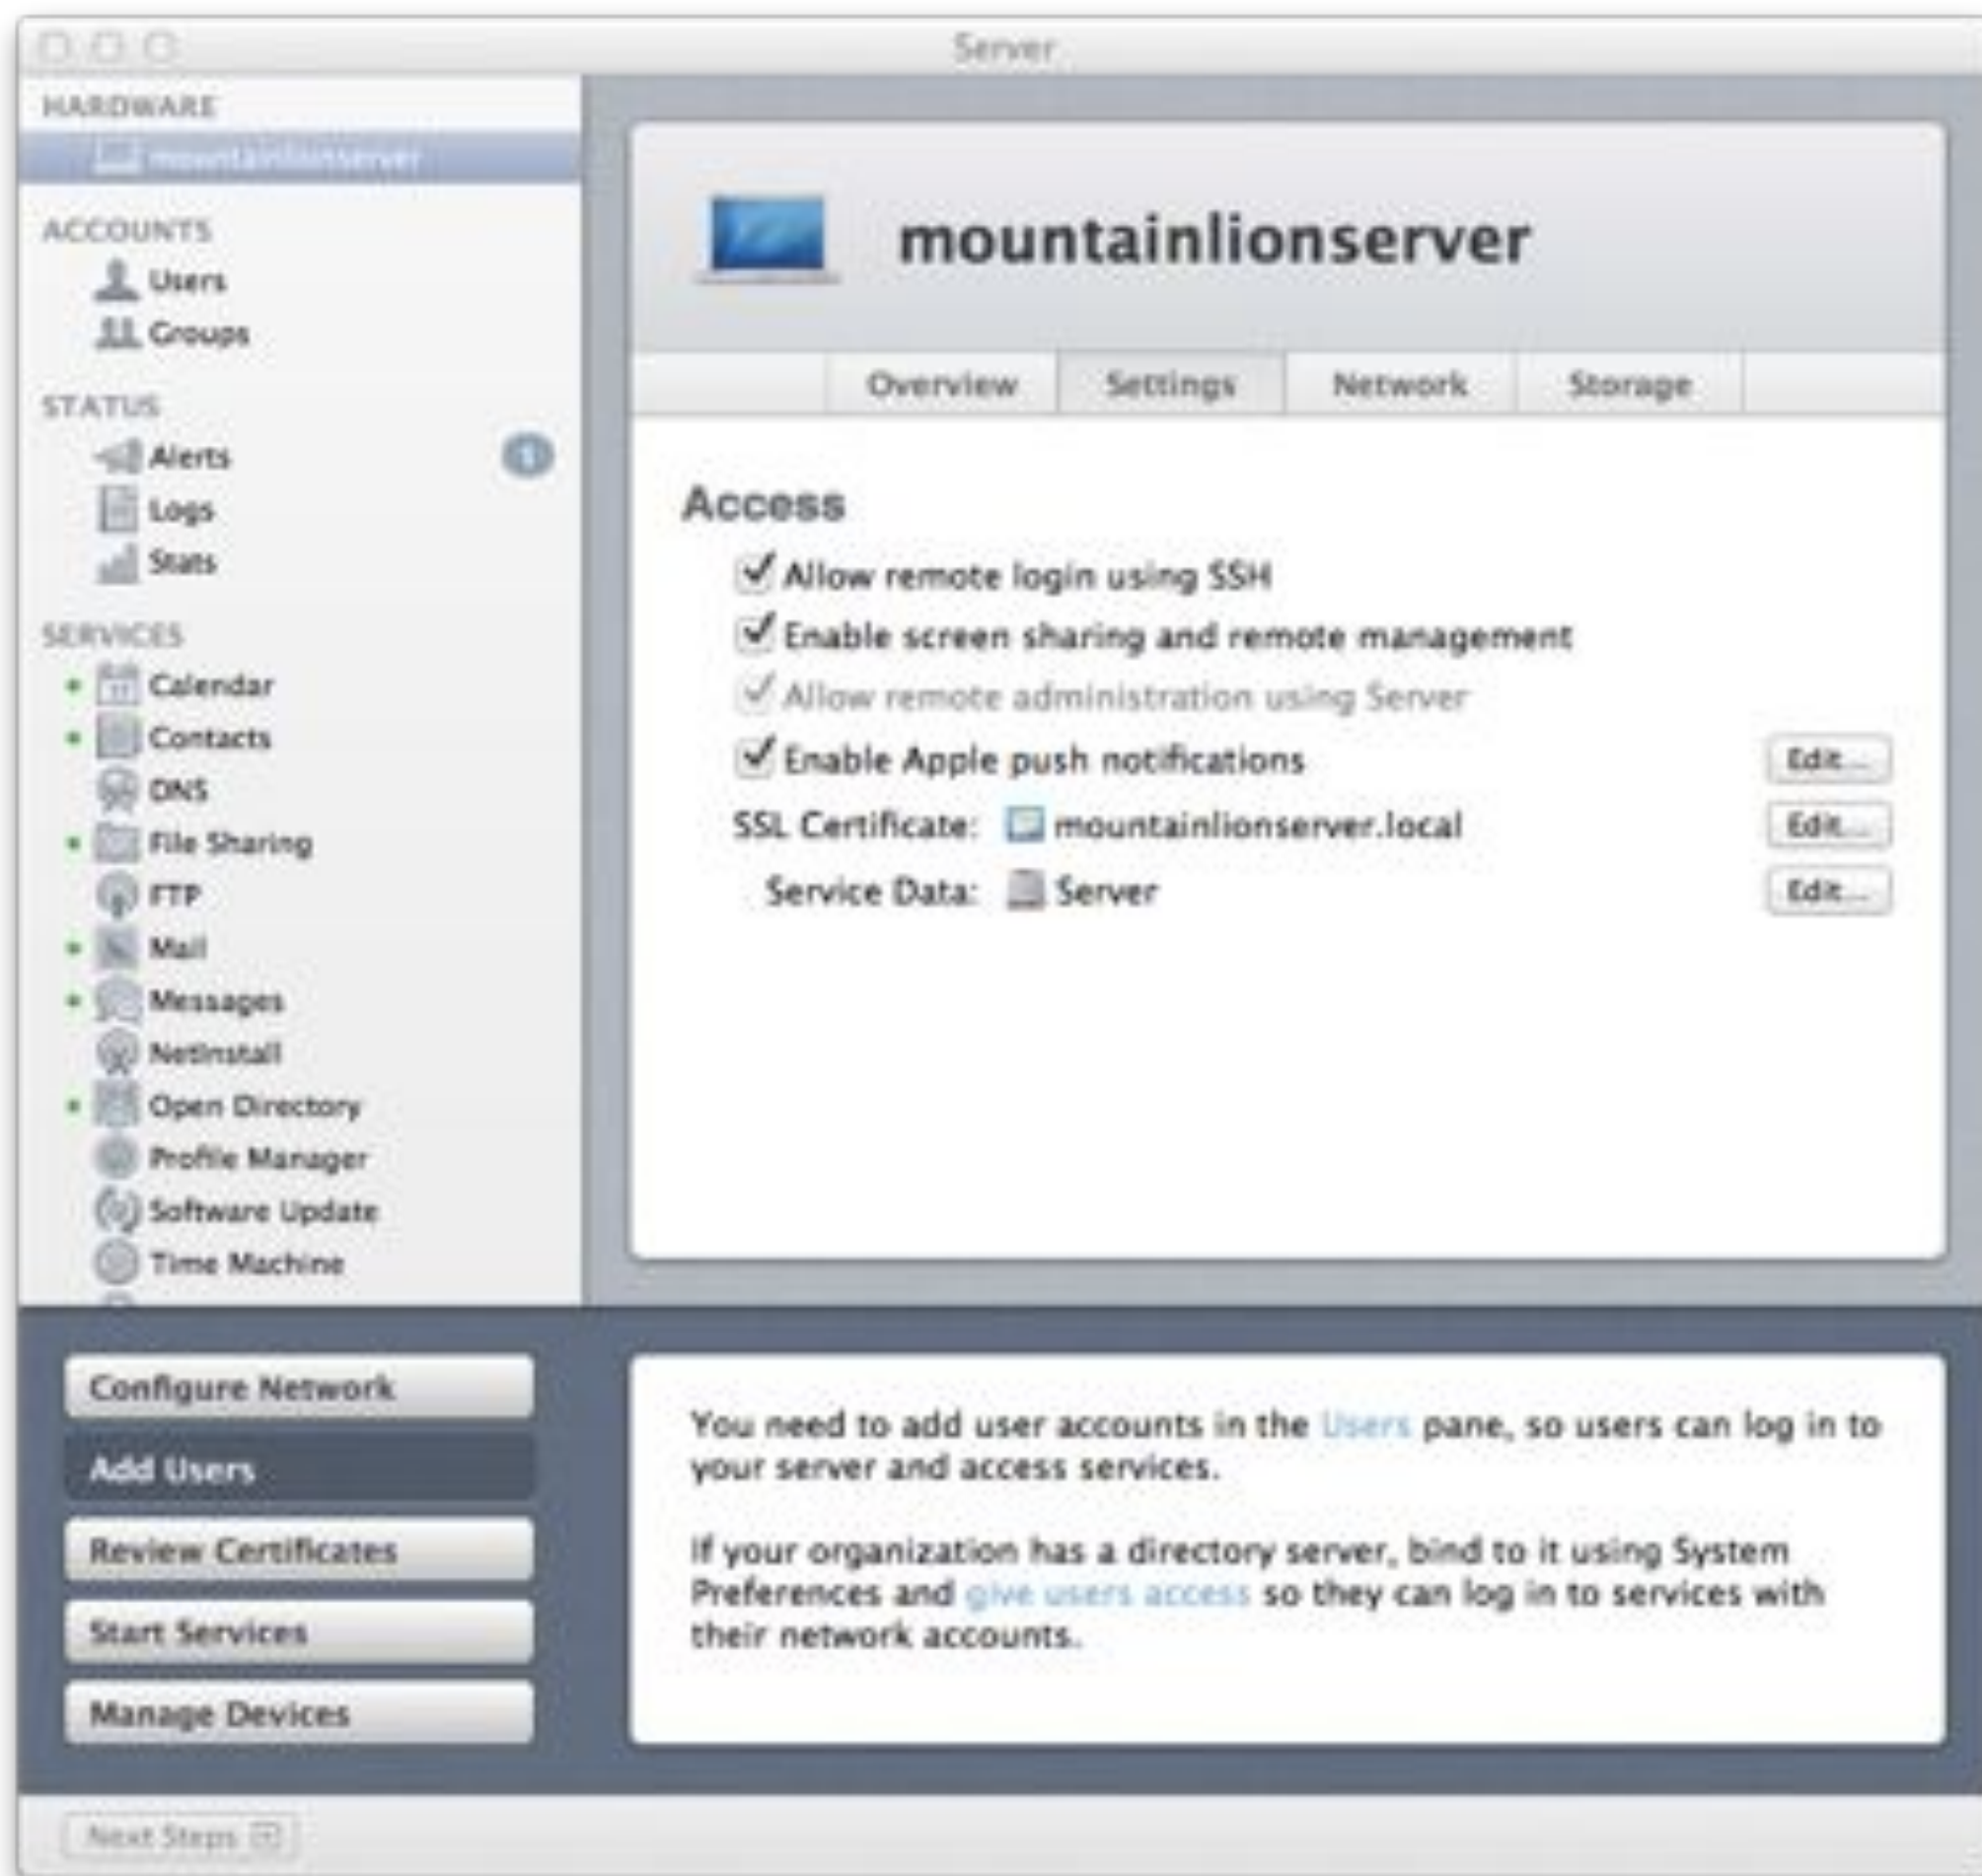 Server
HARDWARE
mountainlionserver
ACCOUNTS
Users
Groups
STATUS
Alerts
1
Logs
Stats
SERVICES
Calendar
Contacts
DNS
File Sharing
FTP
Mail
Messages
NetInstall
Open Directory
Profile Manager
Software Update
Time Machine
mountainlionserver
Overview
Settings
Network
Storage
Access
Allow remote login using SSH
Enable screen sharing and remote management
Allow remote administration using Server
Enable Apple push notifications
Edit...
SSL Certificate: mountainlionserver.local
Edit...
Service Data: Server
Edit...
Configure Network
Add Users
Review Certificates
Start Services
Manage Devices
You need to add user accounts in the Users pane, so users can log in to
your server and access services.
If your organization has a directory server, bind to it using System
Preferences and give users access so they can log in to services with
their network accounts.
Next Steps